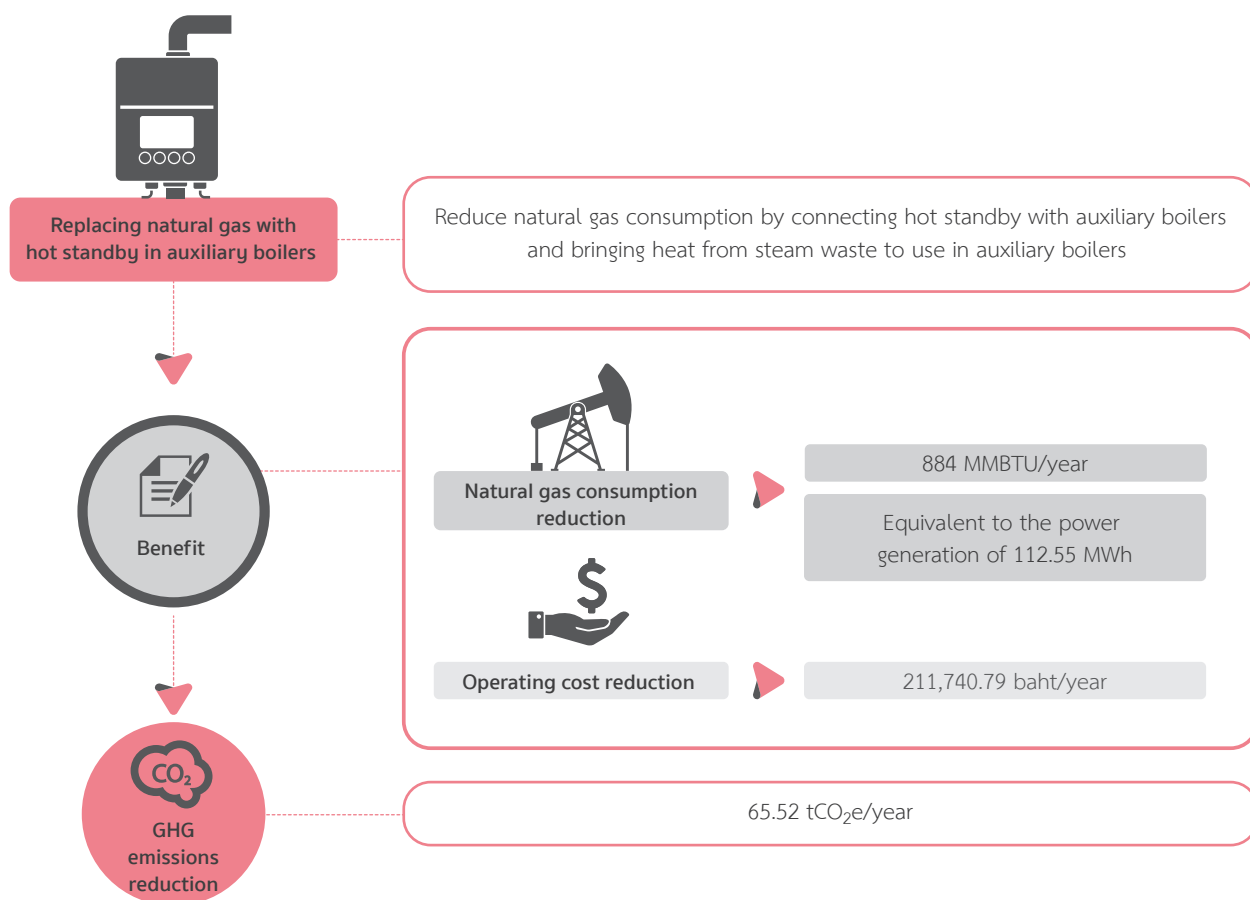 Replacing natural gas with
hot standby in auxiliary boilers
Reduce natural gas consumption by connecting hot standby with auxiliary boilers
and bringing heat from steam waste to use in auxiliary boilers
Benefit
Natural gas consumption
reduction
884 MMBTU/year
Equivalent to the power
generation of 112.55 MWh
$
Operating cost reduction
211,740.79 baht/year
CO₂
GHG
emissions
reduction
65.52 tCO₂e/year